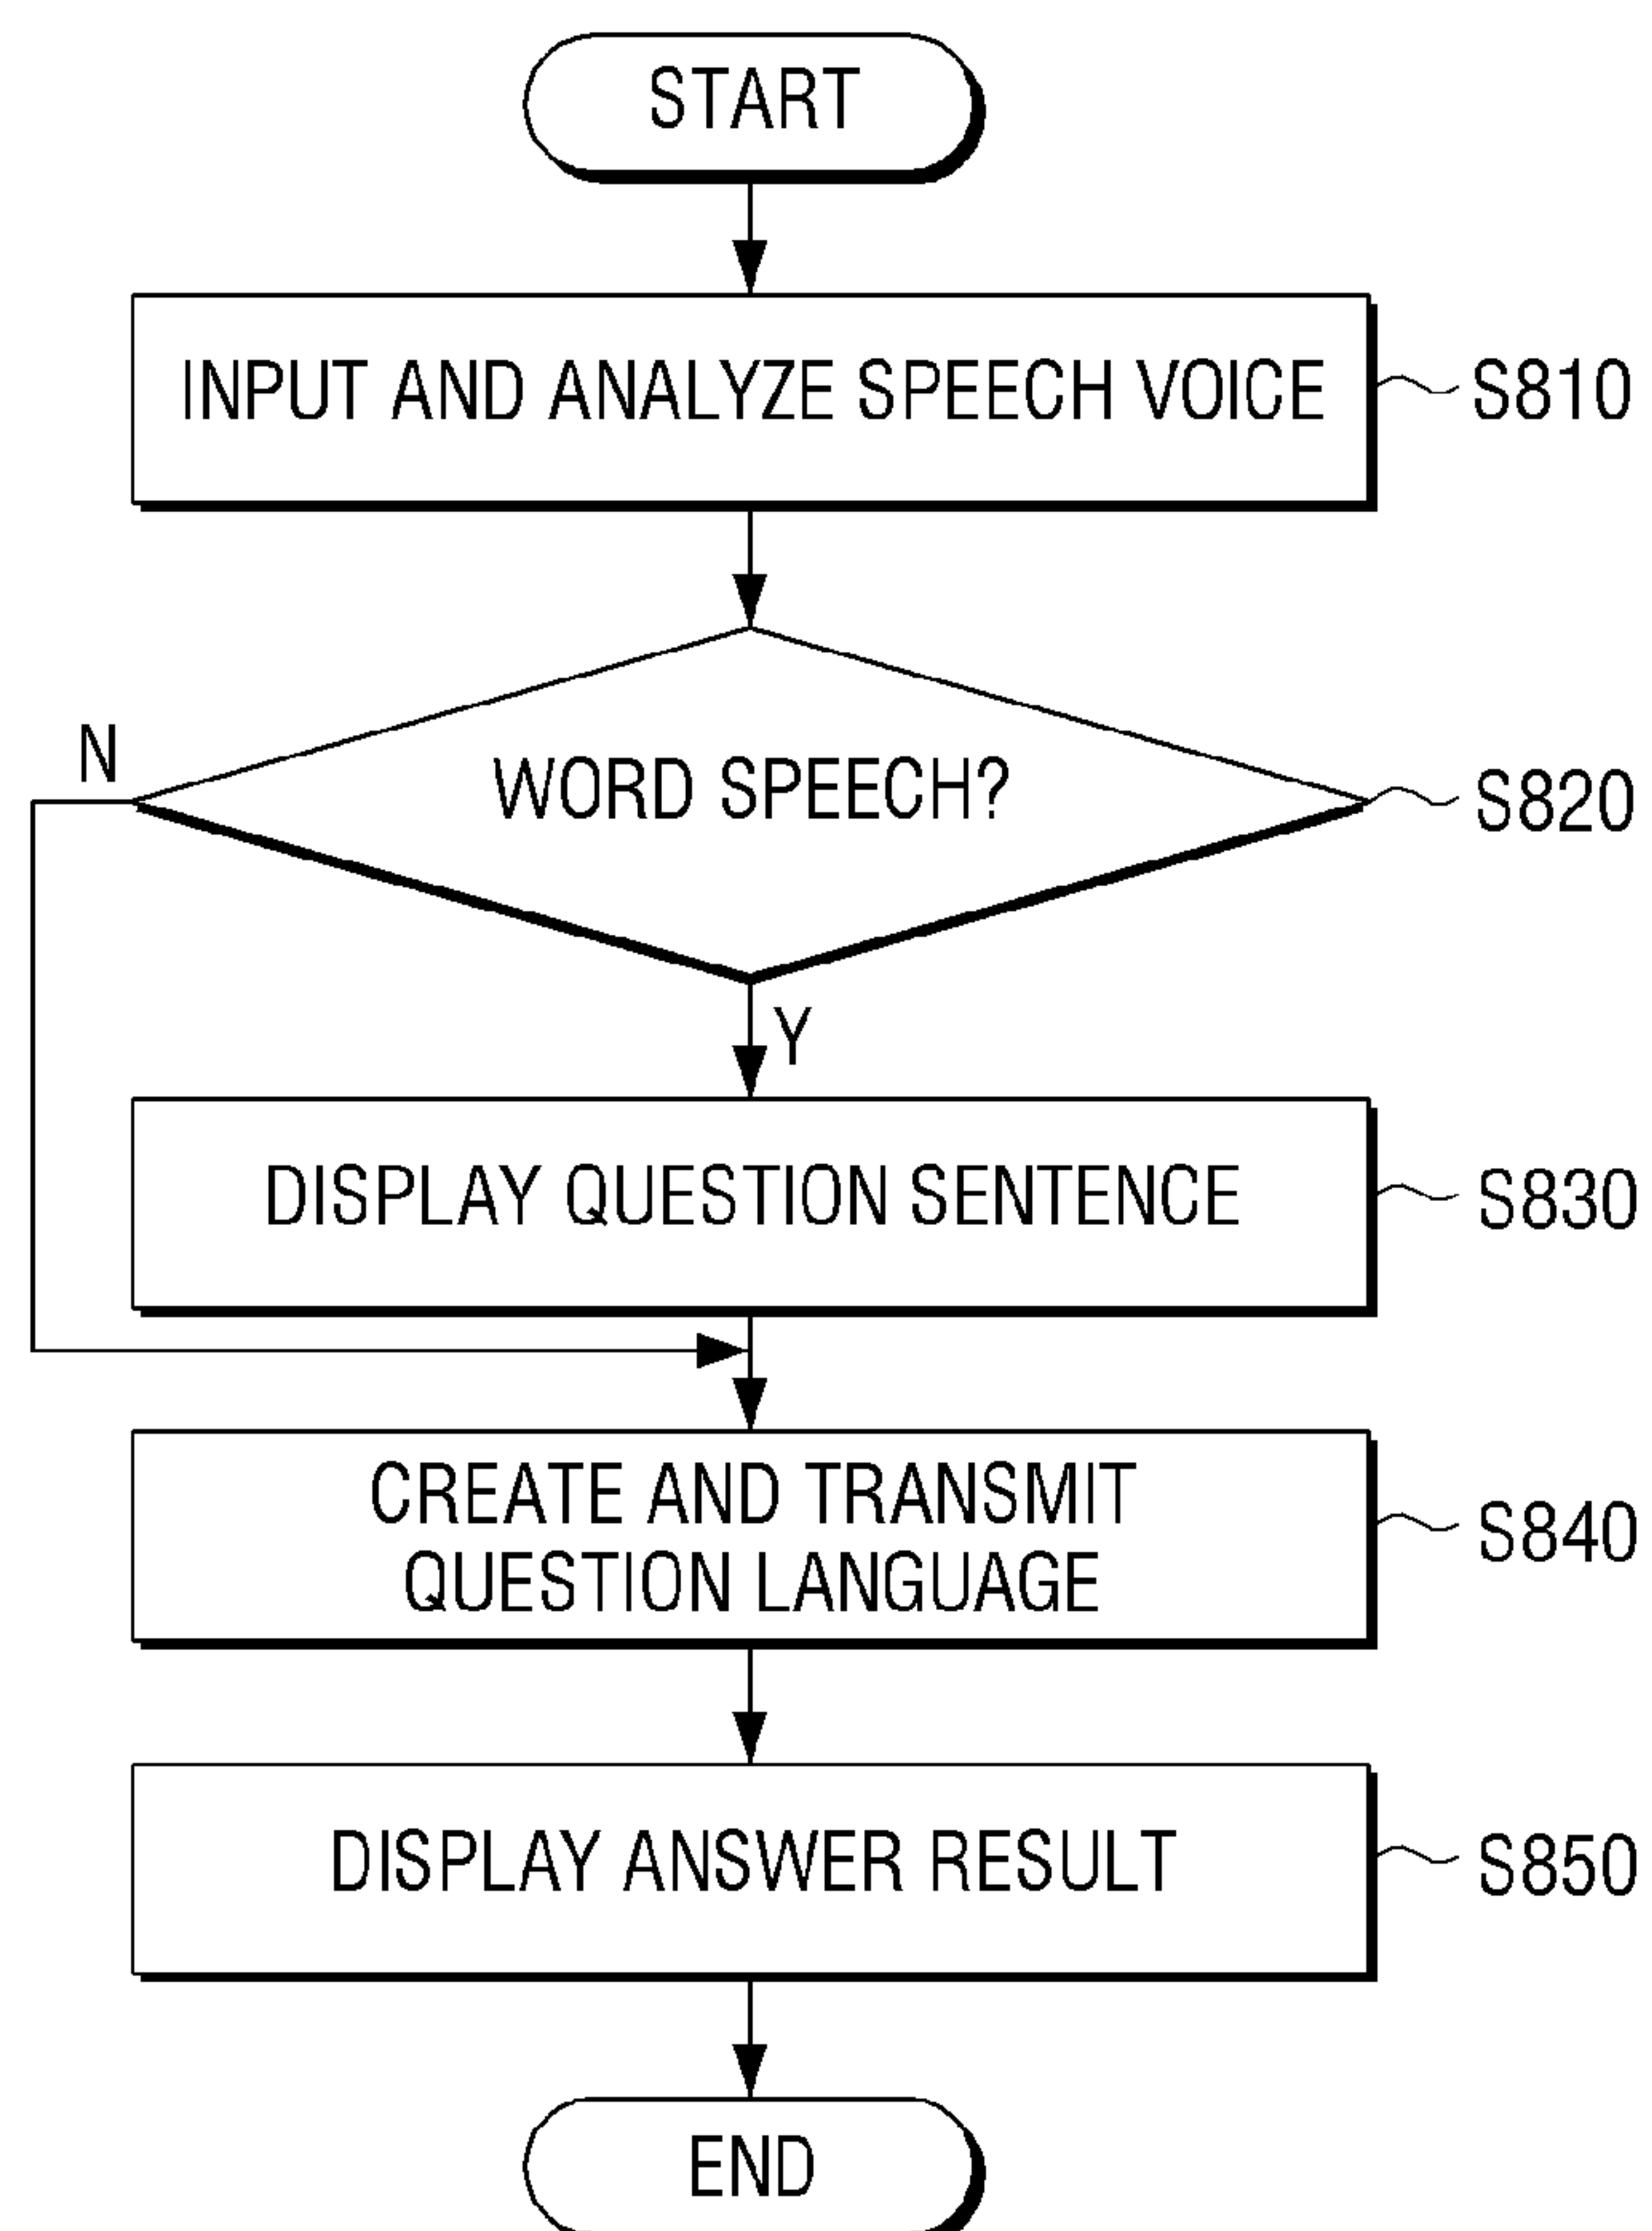 START
INPUT AND ANALYZE SPEECH VOICE
S810
N
WORD SPEECH?
S820
Y
DISPLAY QUESTION SENTENCE
S830
CREATE AND TRANSMIT
QUESTION LANGUAGE
S840
DISPLAY ANSWER RESULT
S850
END